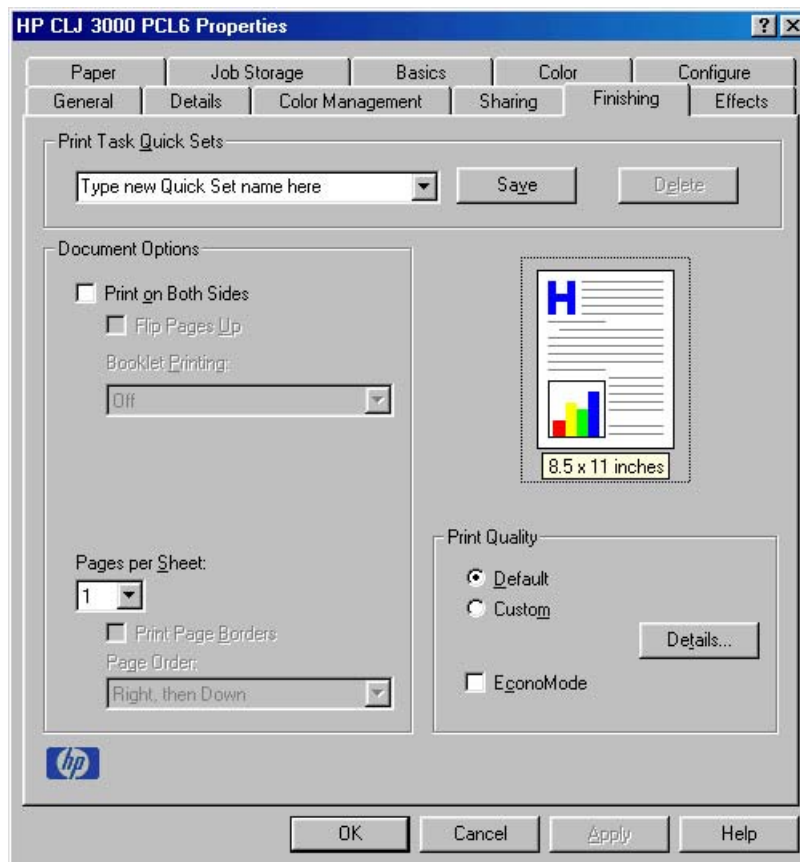 HP CLJ 3000 PCL6 Properties
Paper
Job Storage
Basics
Color
Configure
General
Details
Color Management
Sharing
Finishing
Effects
Print Task Quick Sets
Type new Quick Set name here
Save
Delete
Document Options
Print on Both Sides
Flip Pages Up
Booklet Printing:
Off
H
8.5 x 11 inches
Pages per Sheet:
1
Print Page Borders
Page Order:
Right, then Down
Print Quality
Default
Custom
Details...
EconoMode
hp
OK
Cancel
Apply
Help